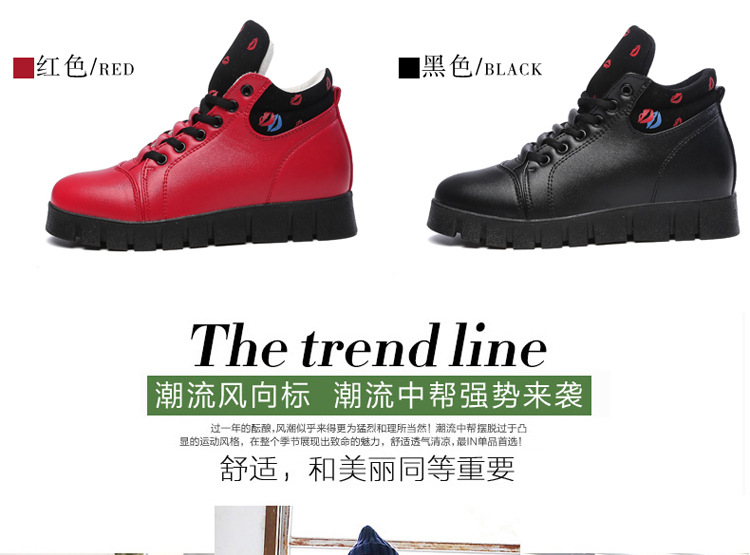 红色/RED
黑色/BLACK
The trend line
潮流风向标 潮流中帮强势来袭
过一年的酝酿,风潮似乎来得更为猛烈和理所当然！潮流中帮摆脱过于凸
显的运动风格，在整个季节展现出致命的魅力，舒适透气清凉，最IN单品首选！
舒适，和美丽同等重要